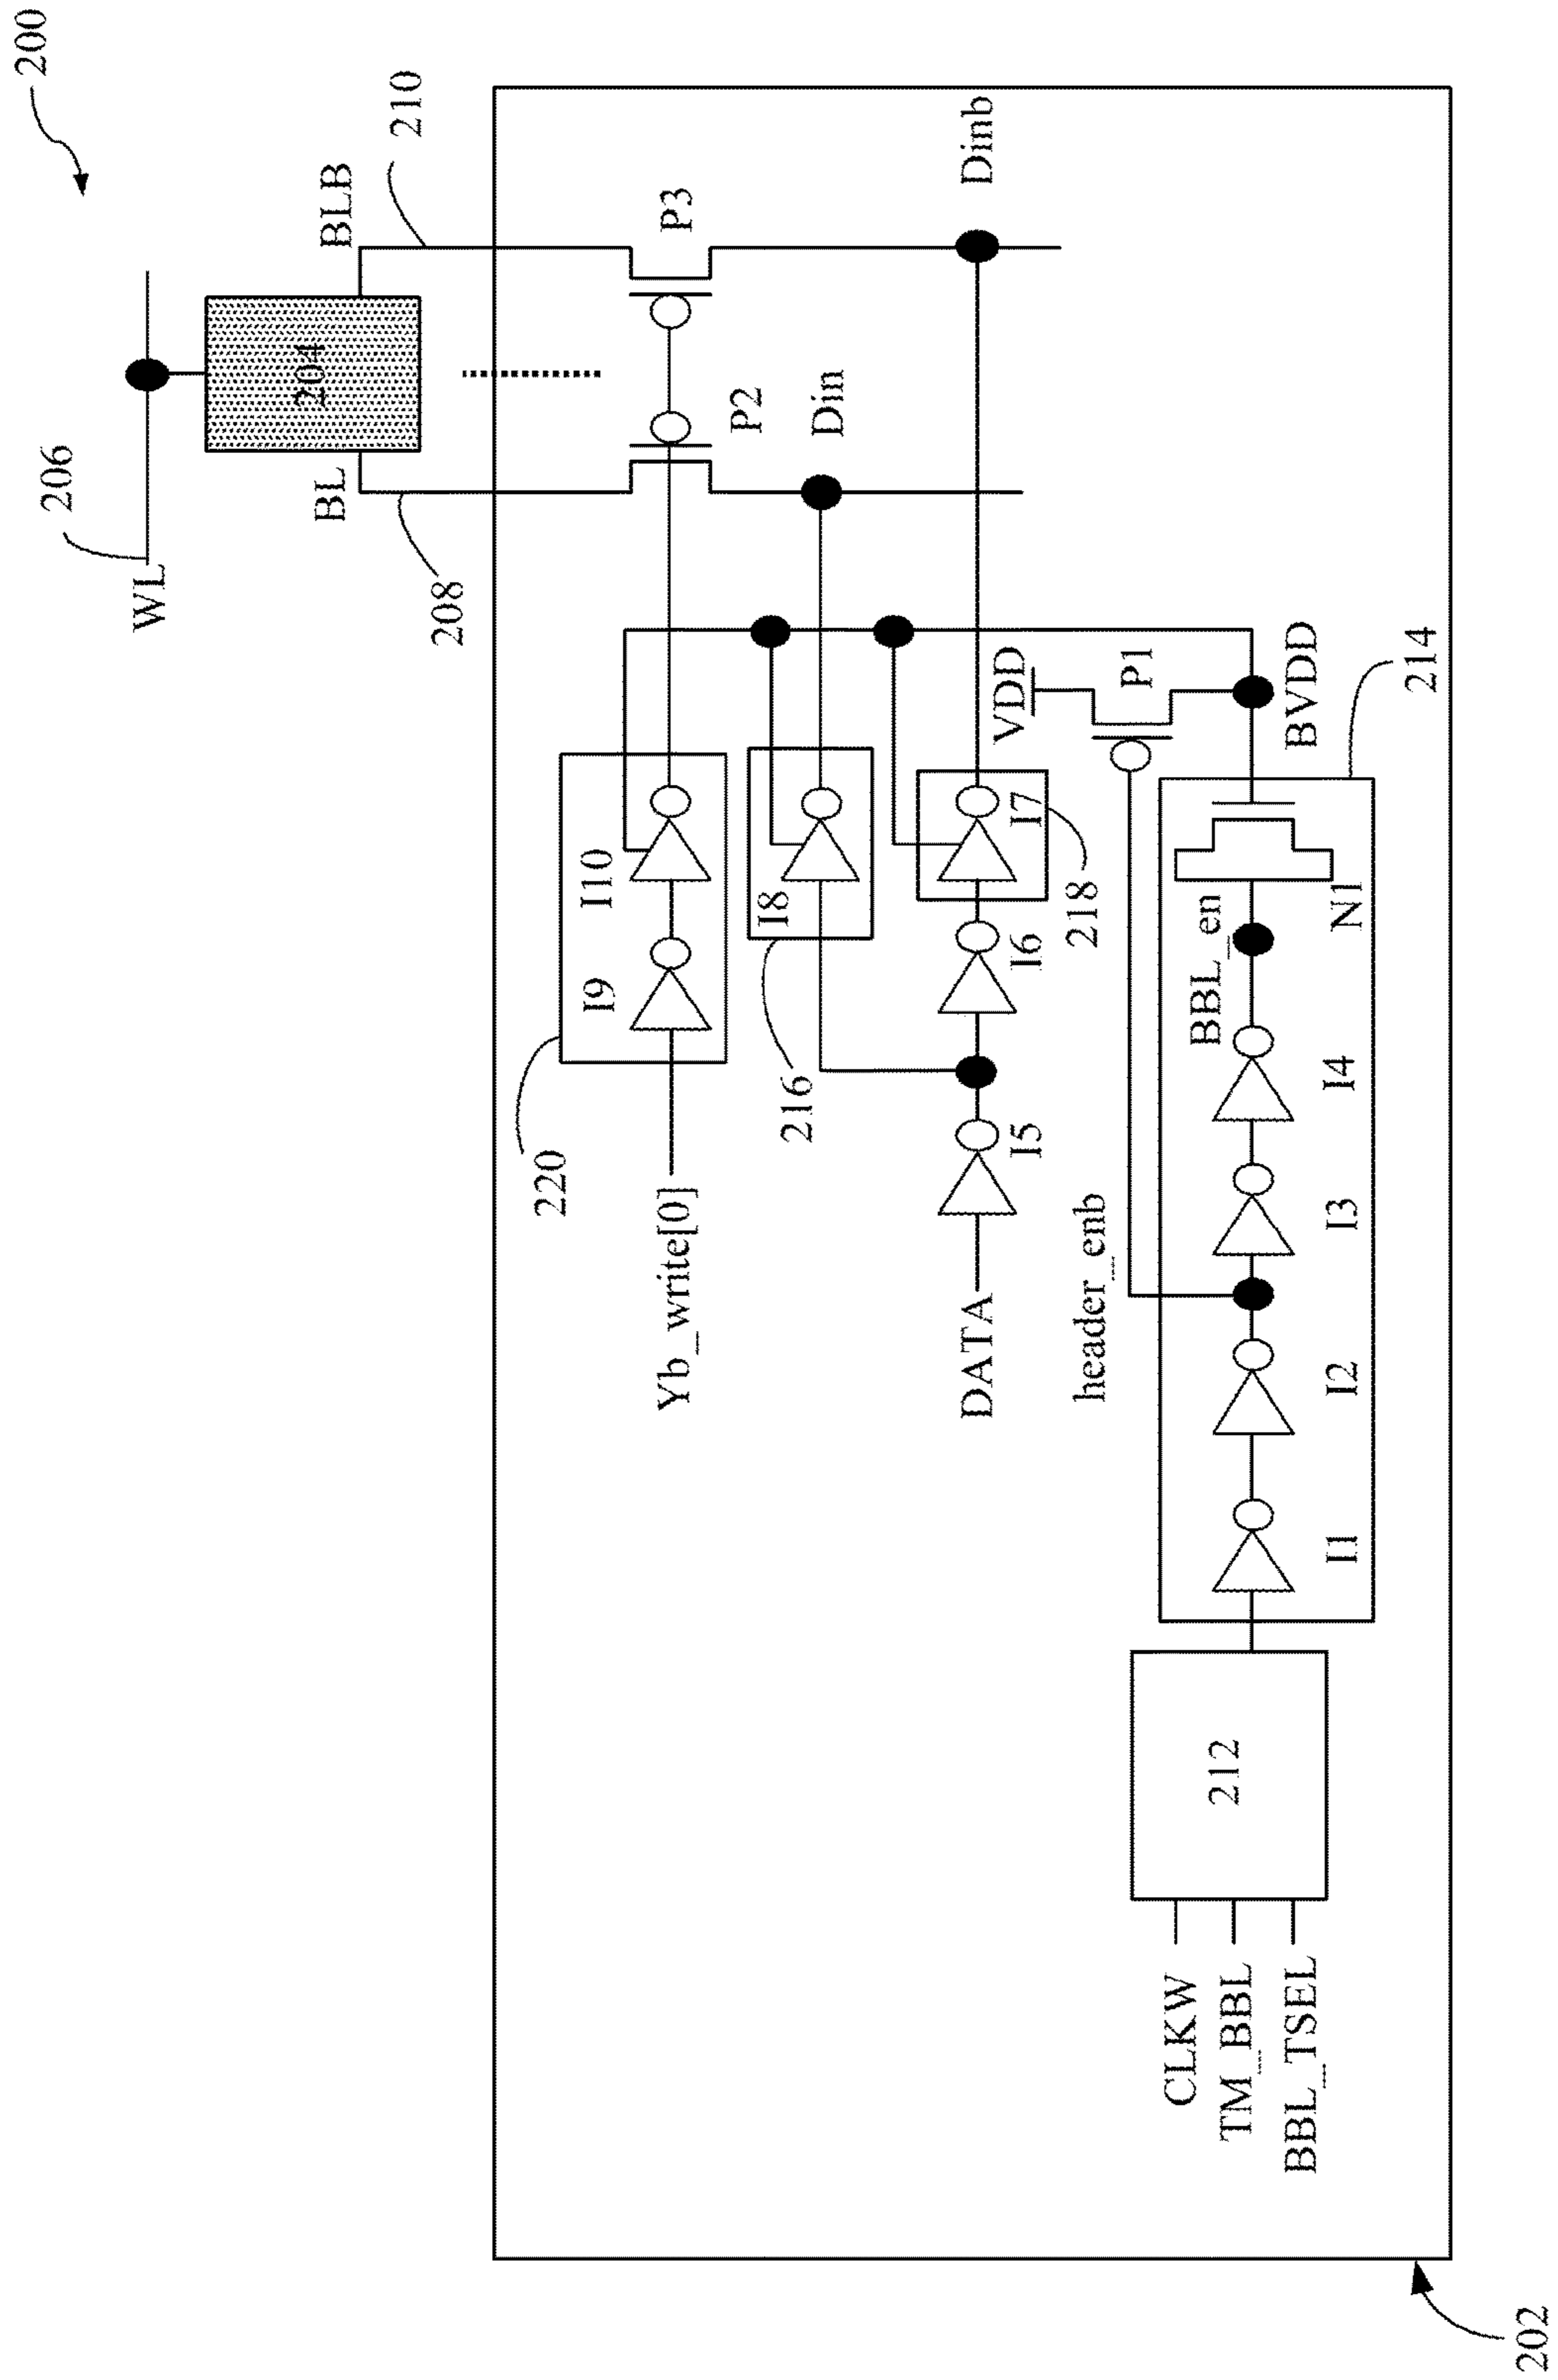 200
206
WL
204
BL
BLB
208
210
P2
P3
Din
Dinb
220
I9
I10
Yb_write[0]
216
I8
DATA
I5
I6
I7
218
VDD
P1
header_enb
BVDD
214
BBL_en
N1
I1
I2
I3
I4
212
CLKW
TM_BBL
BBL_TSEL
202